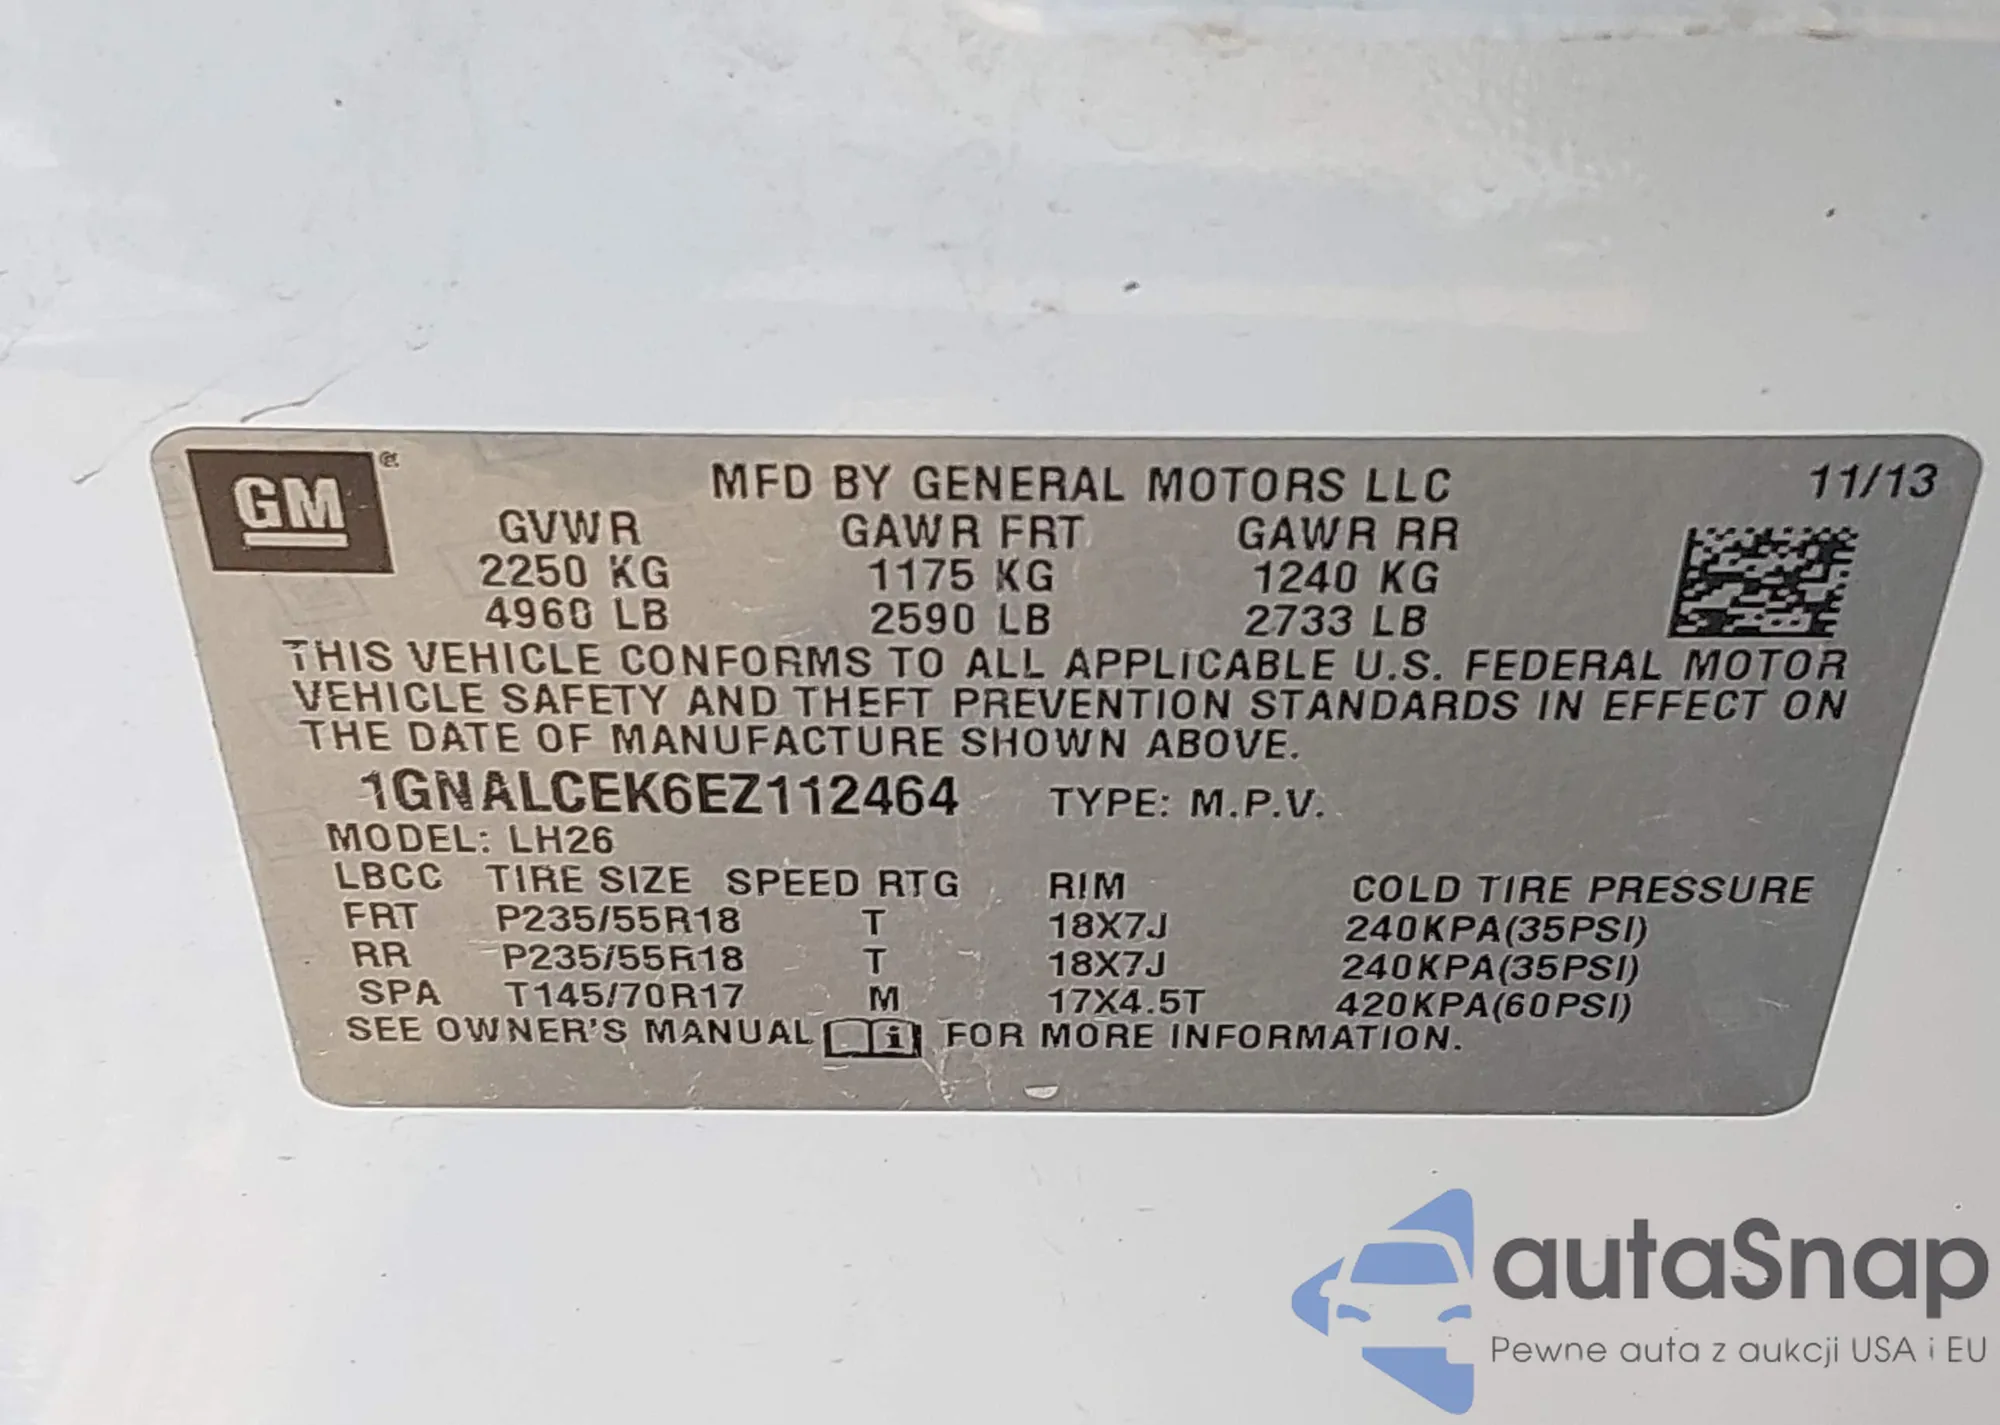 GM®
MFD BY GENERAL MOTORS LLC 11/13
GVWR GAWR FRT GAWR RR
2250 KG 1175 KG 1240 KG
4960 LB 2590 LB 2733 LB
THIS VEHICLE CONFORMS TO ALL APPLICABLE U.S. FEDERAL MOTOR
VEHICLE SAFETY AND THEFT PREVENTION STANDARDS IN EFFECT ON
THE DATE OF MANUFACTURE SHOWN ABOVE.
1GNALCEK6EZ112464 TYPE: M.P.V.
MODEL: LH26
LBCC TIRE SIZE SPEED RTG RIM COLD TIRE PRESSURE
FRT P235/55R18 T 18X7J 240KPA(35PSI)
RR P235/55R18 T 18X7J 240KPA(35PSI)
SPA T145/70R17 M 17X4.5T 420KPA(60PSI)
SEE OWNER'S MANUAL i FOR MORE INFORMATION.
autaSnap
Pewne auta z aukcji USA i EU